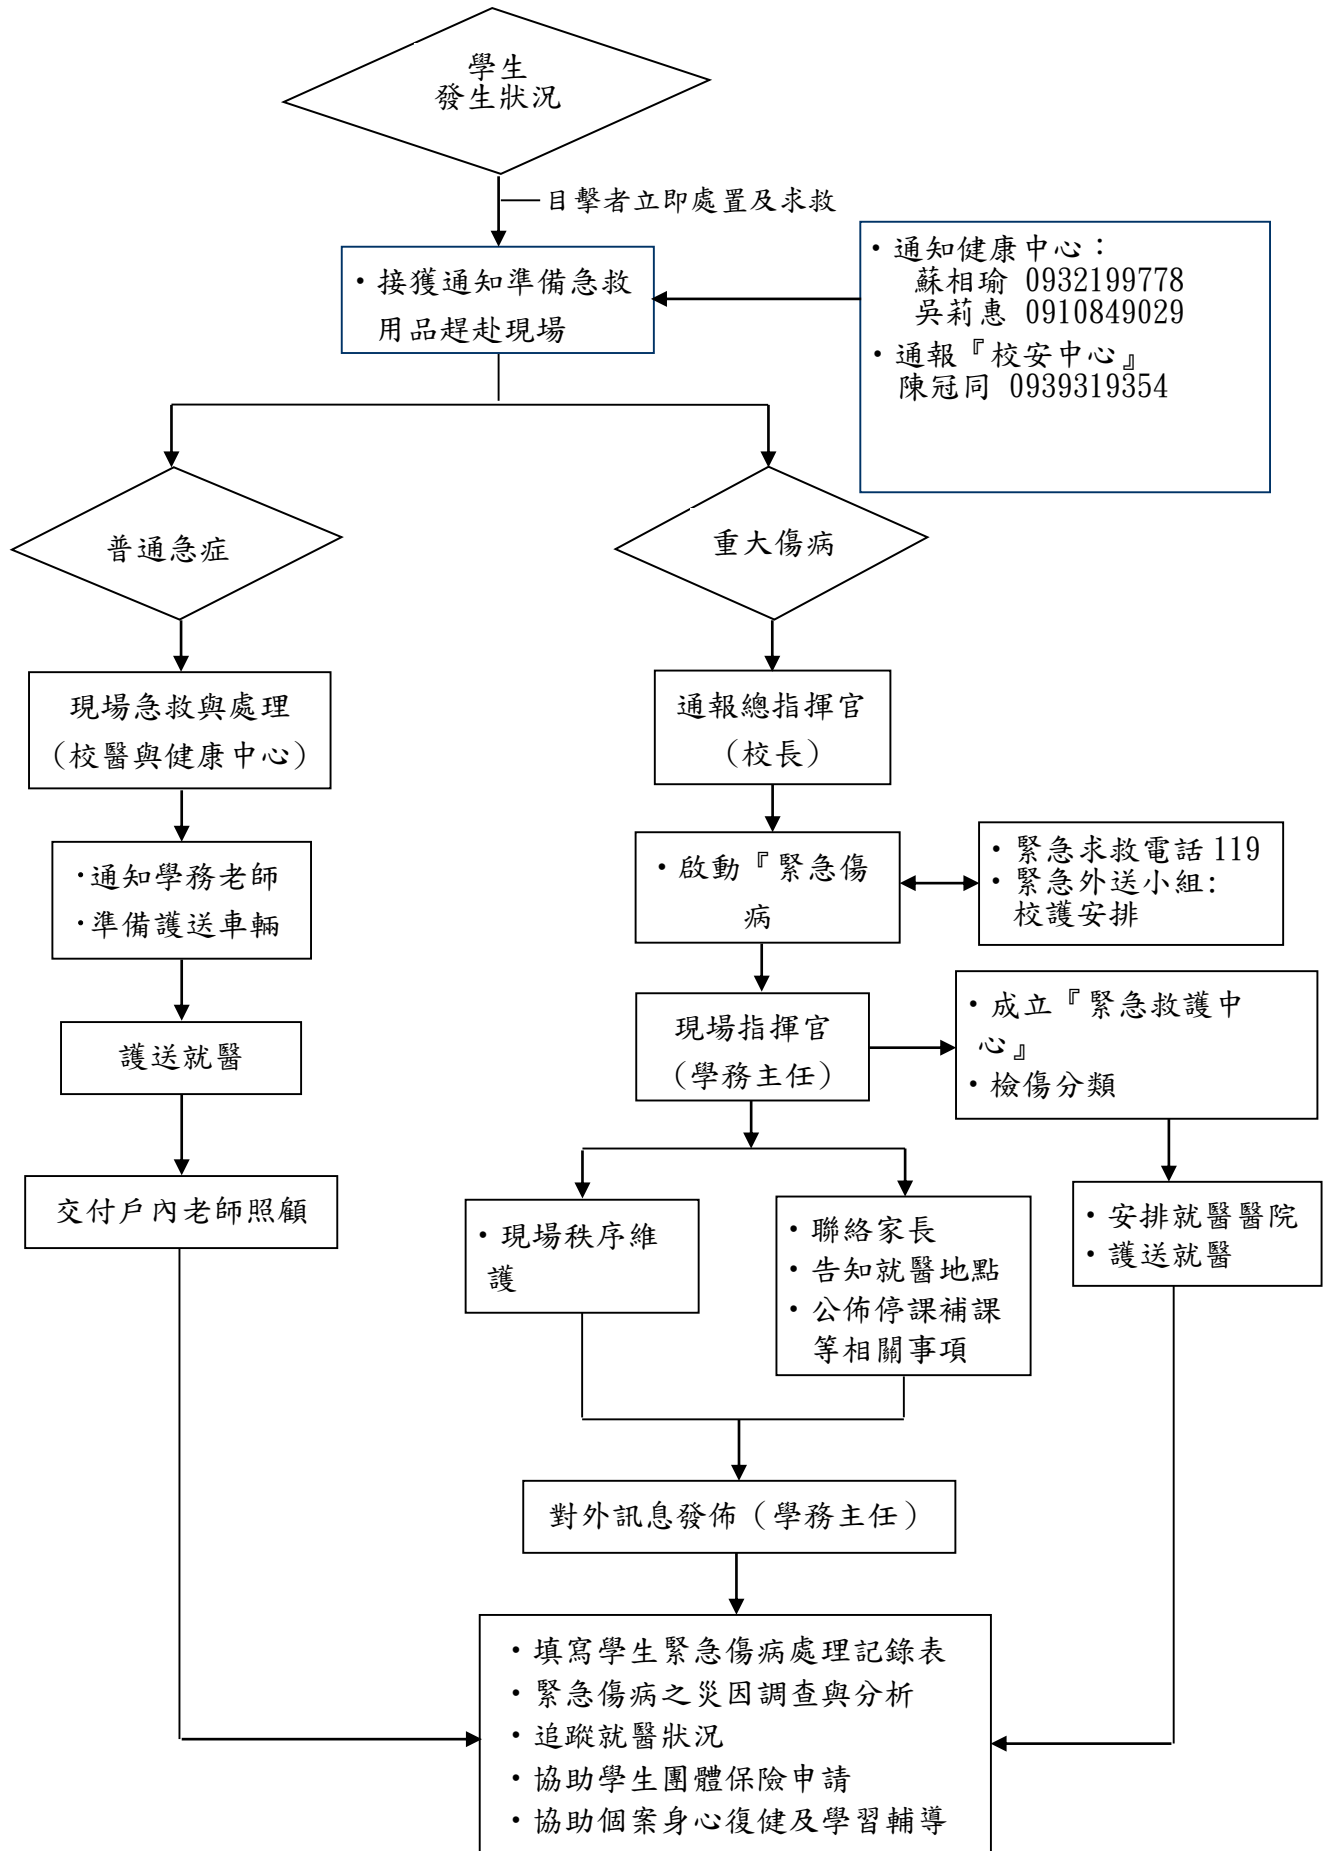 學生
發生狀況
目擊者立即處置及求救
・接獲通知準備急救
用品趕赴現場
・通知健康中心：
蘇相瑜 0932199778
吳莉惠 0910849029
・通報『校安中心』
陳冠同 0939319354
普通急症
重大傷病
現場急救與處理
（校醫與健康中心）
通報總指揮官
（校長）
・通知學務老師
・準備護送車輛
・啟動『緊急傷
病
・緊急求救電話 119
・緊急外送小組:
校護安排
護送就醫
現場指揮官
（學務主任）
・成立『緊急救護中
心』
・檢傷分類
交付戶內老師照顧
・現場秩序維
護
・聯絡家長
・告知就醫地點
・公佈停課補課
等相關事項
・安排就醫醫院
・護送就醫
對外訊息發佈（學務主任）
・填寫學生緊急傷病處理記錄表
・緊急傷病之災因調查與分析
・追蹤就醫狀況
・協助學生團體保險申請
・協助個案身心復健及學習輔導